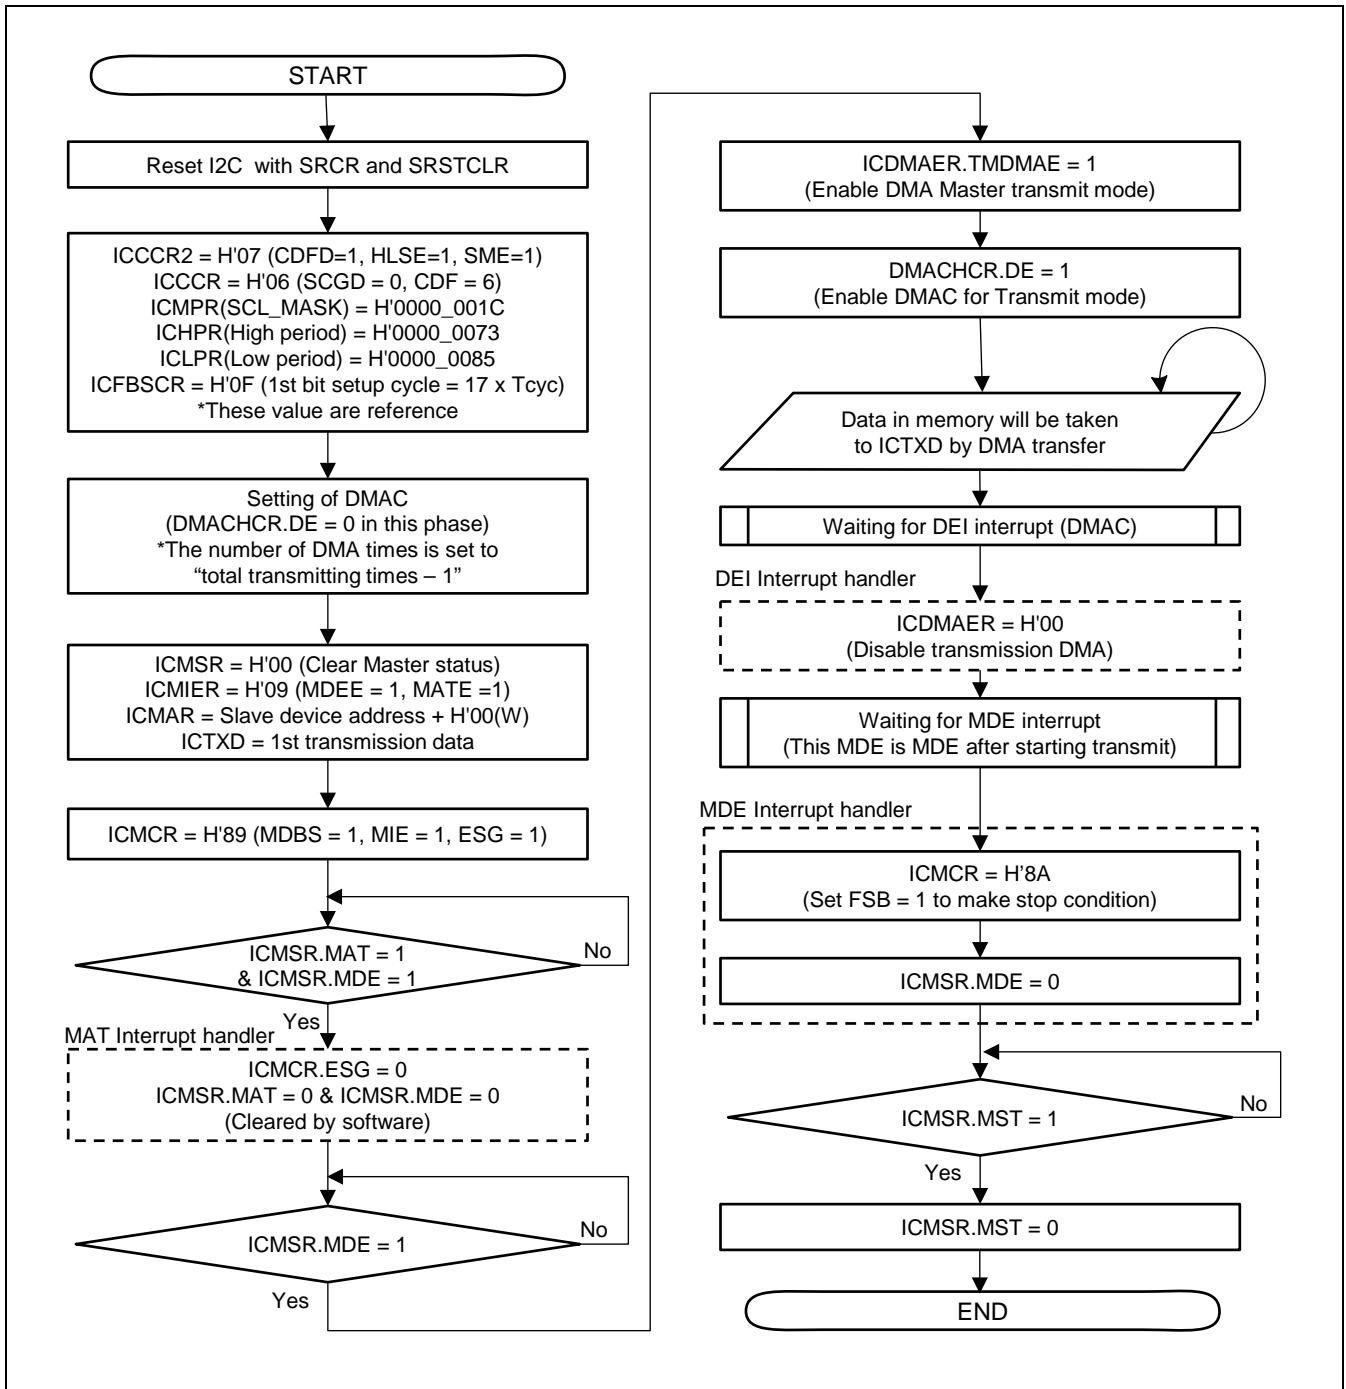 START
Reset I2C  with SRCR and SRSTCLR
ICCCR2 = H'07 (CDFD=1, HLSE=1, SME=1)
ICCCR = H'06 (SCGD = 0, CDF = 6)
ICMPR(SCL_MASK) = H'0000_001C
ICHPR(High period) = H'0000_0073
ICLPR(Low period) = H'0000_0085
ICFBSCR = H'0F (1st bit setup cycle = 17 x Tcyc)
*These value are reference
Setting of DMAC
(DMACHCR.DE = 0 in this phase)
*The number of DMA times is set to
“total transmitting times – 1”
ICMSR = H'00 (Clear Master status)
ICMIER = H'09 (MDEE = 1, MATE =1)
ICMAR = Slave device address + H'00(W)
ICTXD = 1st transmission data
ICMCR = H'89 (MDBS = 1, MIE = 1, ESG = 1)
ICMSR.MAT = 1
& ICMSR.MDE = 1
No
Yes
MAT Interrupt handler
ICMCR.ESG = 0
ICMSR.MAT = 0 & ICMSR.MDE = 0
(Cleared by software)
ICMSR.MDE = 1
No
Yes
ICDMAER.TMDMAE = 1
(Enable DMA Master transmit mode)
DMACHCR.DE = 1
(Enable DMAC for Transmit mode)
Data in memory will be taken
to ICTXD by DMA transfer
Waiting for DEI interrupt (DMAC)
DEI Interrupt handler
ICDMAER = H'00
(Disable transmission DMA)
Waiting for MDE interrupt
(This MDE is MDE after starting transmit)
MDE Interrupt handler
ICMCR = H'8A
(Set FSB = 1 to make stop condition)
ICMSR.MDE = 0
ICMSR.MST = 1
No
Yes
ICMSR.MST = 0
END